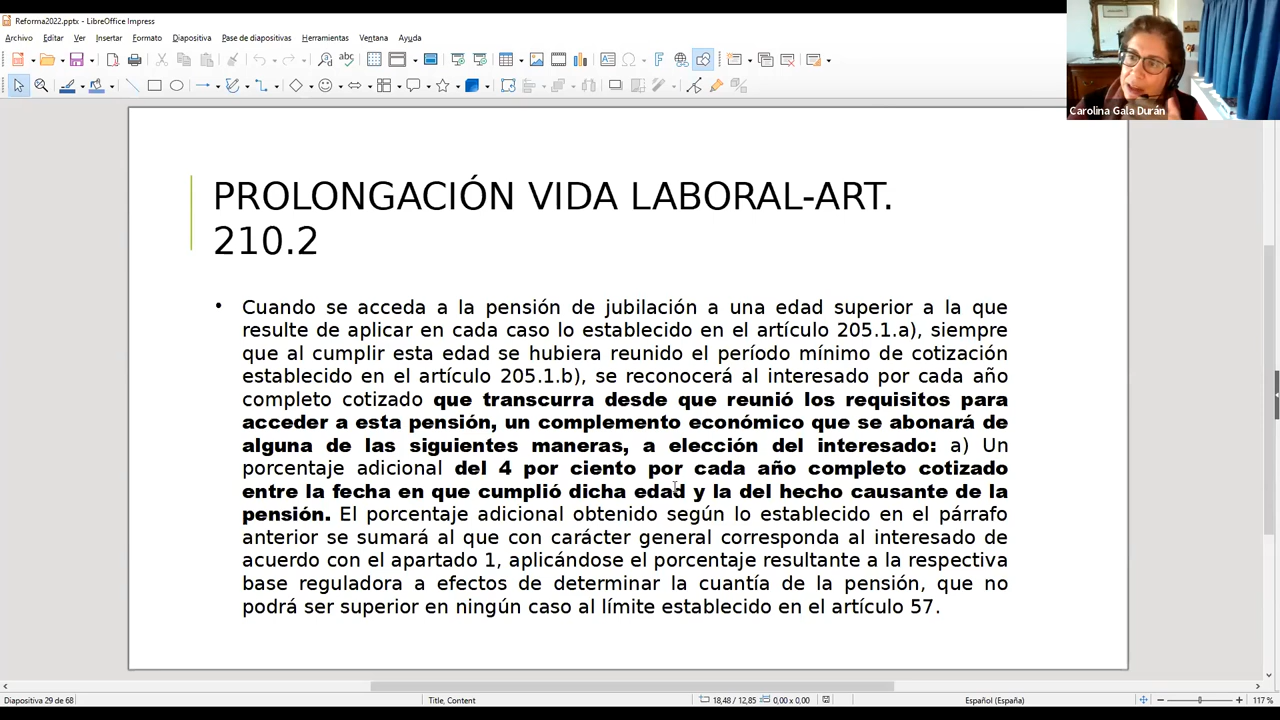 Reforma2022.pptx - LibreOffice Impress
Archivo Editar Ver Insertar Formato Diapositiva Pase de diapositivas Herramientas Ventana Ayuda
Carolina Gala Durán
PROLONGACIÓN VIDA LABORAL-ART.
210.2
• Cuando se acceda a la pensión de jubilación a una edad superior a la que
resulte de aplicar en cada caso lo establecido en el artículo 205.1.a), siempre
que al cumplir esta edad se hubiera reunido el período mínimo de cotización
establecido en el artículo 205.1.b), se reconocerá al interesado por cada año
completo cotizado que transcurra desde que reunió los requisitos para
acceder a esta pensión, un complemento económico que se abonará de
alguna de las siguientes maneras, a elección del interesado: a) Un
porcentaje adicional del 4 por ciento por cada año completo cotizado
entre la fecha en que cumplió dicha edad y la del hecho causante de la
pensión. El porcentaje adicional obtenido según lo establecido en el párrafo
anterior se sumará al que con carácter general corresponda al interesado de
acuerdo con el apartado 1, aplicándose el porcentaje resultante a la respectiva
base reguladora a efectos de determinar la cuantía de la pensión, que no
podrá ser superior en ningún caso al límite establecido en el artículo 57.
Diapositiva 29 de 68 Title, Content 18,48 / 12,85 0,00 x 0,00 Español (España) 117 %